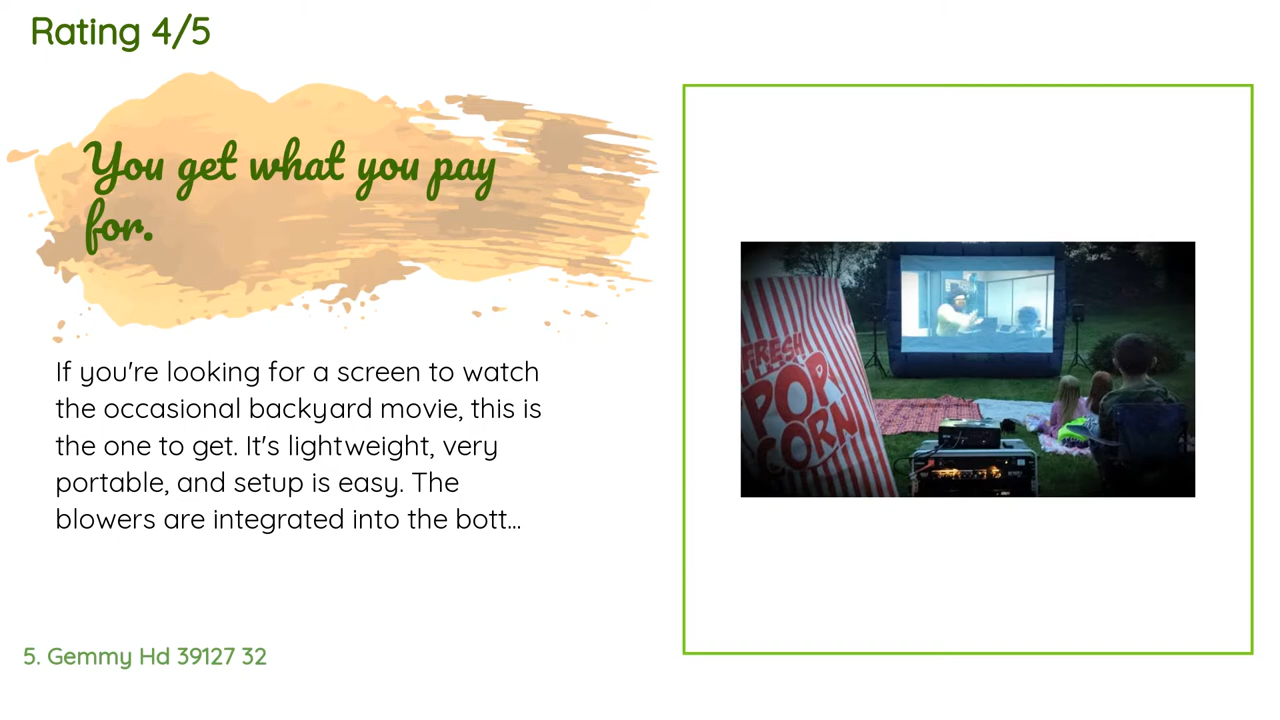 Rating 4/5
You get what you pay
for.
If you're looking for a screen to watch
the occasional backyard movie, this is
the one to get. It's lightweight, very
portable, and setup is easy. The
blowers are integrated into the bott...
FRESH
POP
CORN
5. Gemmy Hd 39127 32